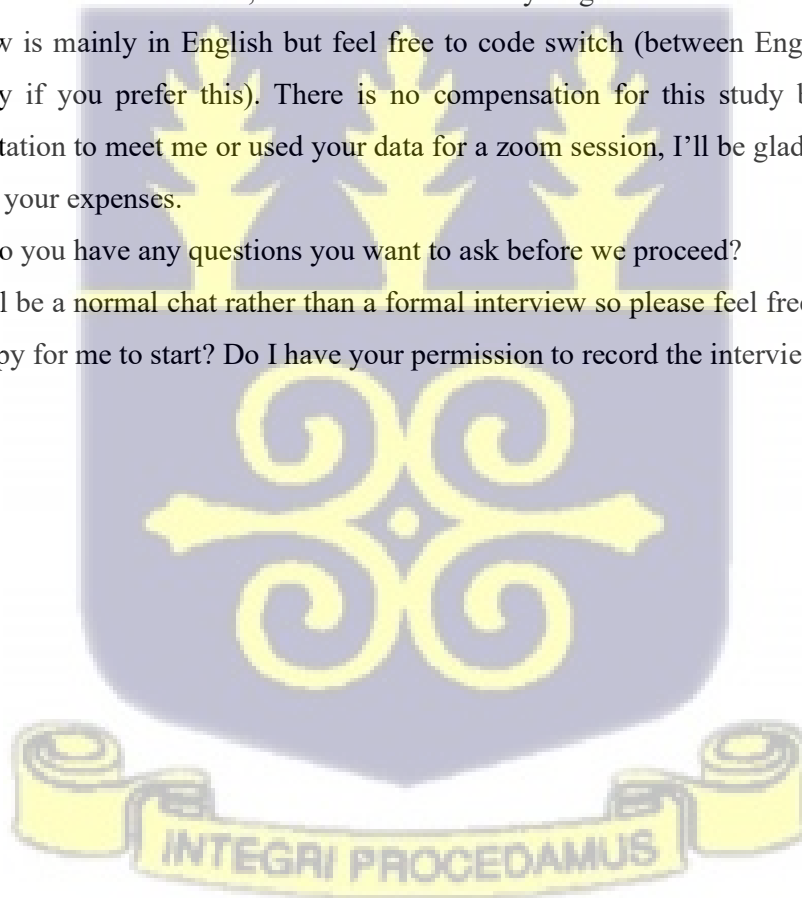 w is mainly in English but feel free to code switch (between Eng
y if you prefer this). There is no compensation for this study b
tation to meet me or used your data for a zoom session, I'll be glad
your expenses.
o you have any questions you want to ask before we proceed?
l be a normal chat rather than a formal interview so please feel free
py for me to start? Do I have your permission to record the intervie
INTEGRI PROCEDAMUS